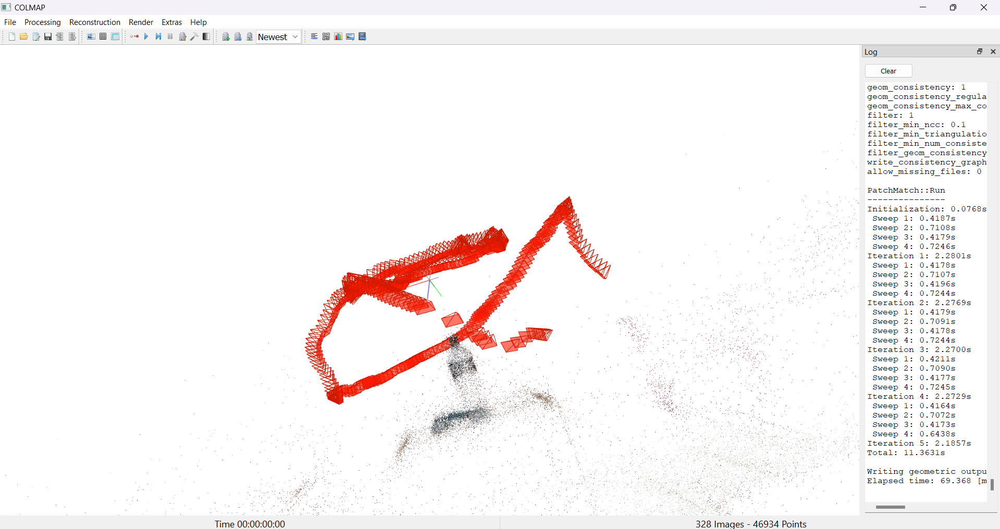 COLMAP
File Processing Reconstruction Render Extras Help
Newest
Log
Clear
geom_consistency: 1
geom_consistency_regula
geom_consistency_max_co
filter: 1
filter_min_ncc: 0.1
filter_min_triangulatio
filter_min_num_consiste
filter_geom_consistency
write_consistency_graph
allow_missing_files: 0
PatchMatch::Run
---------------
Initialization: 0.0768s
Sweep 1: 0.4187s
Sweep 2: 0.7108s
Sweep 3: 0.4179s
Sweep 4: 0.7246s
Iteration 1: 2.2801s
Sweep 1: 0.4178s
Sweep 2: 0.7107s
Sweep 3: 0.4196s
Sweep 4: 0.7244s
Iteration 2: 2.2769s
Sweep 1: 0.4179s
Sweep 2: 0.7091s
Sweep 3: 0.4178s
Sweep 4: 0.7244s
Iteration 3: 2.2700s
Sweep 1: 0.4211s
Sweep 2: 0.7090s
Sweep 3: 0.4177s
Sweep 4: 0.7245s
Iteration 4: 2.2729s
Sweep 1: 0.4164s
Sweep 2: 0.7072s
Sweep 3: 0.4173s
Sweep 4: 0.6438s
Iteration 5: 2.1857s
Total: 11.3631s
Writing geometric outpu
Elapsed time: 69.368 [m
Time 00:00:00:00
328 Images - 46934 Points